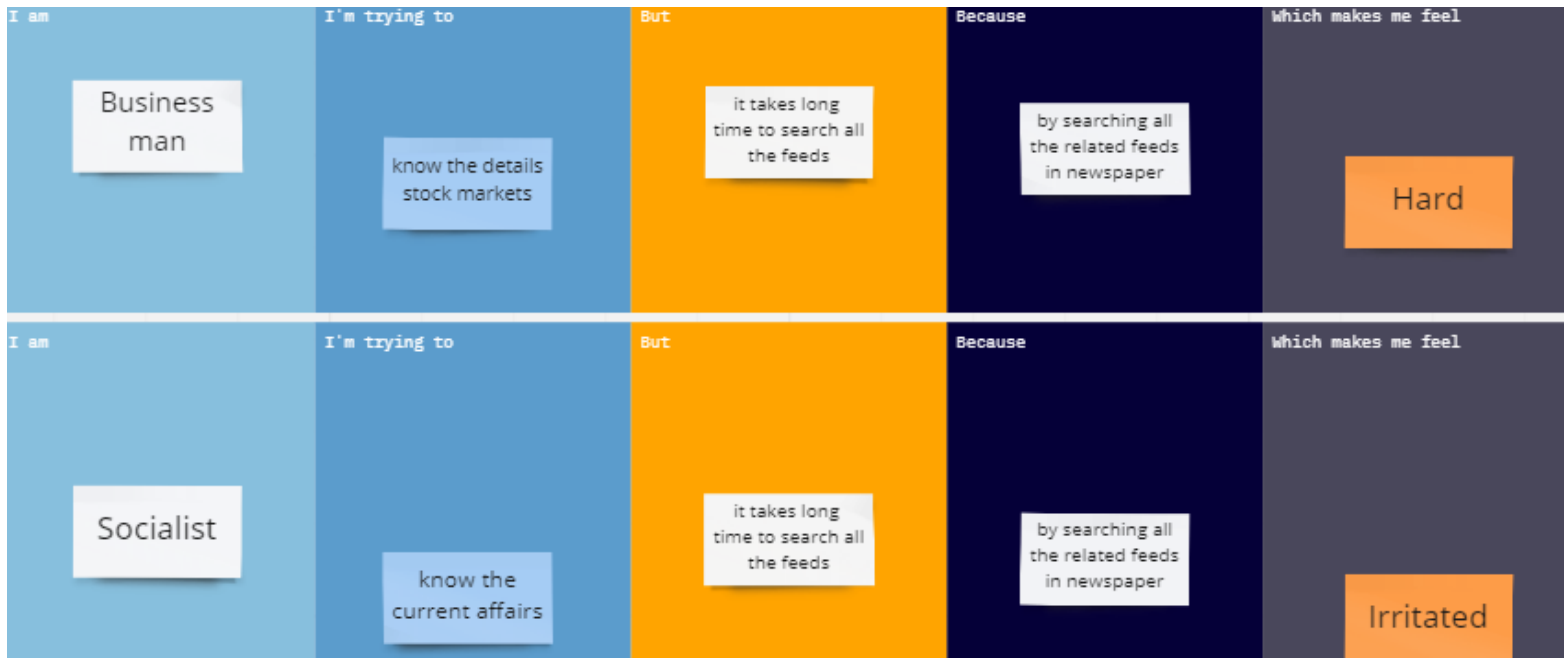 I am
I'm trying to
But
Because
Which makes me feel
Business
man
know the details
stock markets
it takes long
time to search all
the feeds
by searching all
the related feeds
in newspaper
Hard
I am
I'm trying to
But
Because
Which makes me feel
Socialist
know the
current affairs
it takes long
time to search all
the feeds
by searching all
the related feeds
in newspaper
Irritated